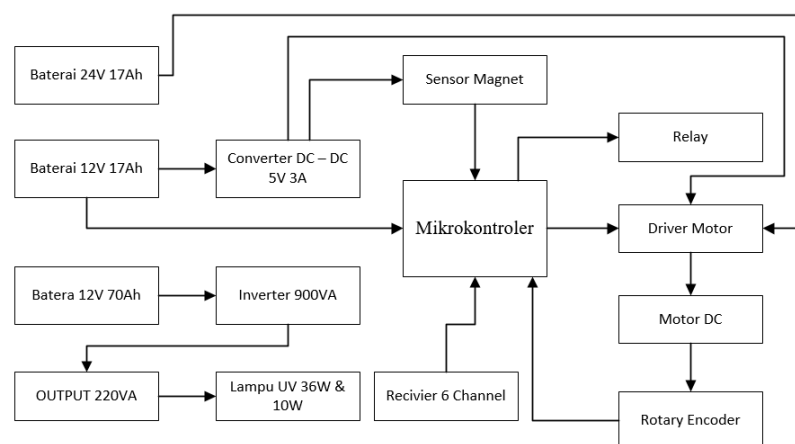 Baterai 24V 17Ah
Sensor Magnet
Relay
Baterai 12V 17Ah
Converter DC – DC
5V 3A
Mikrokontroler
Driver Motor
Batera 12V 70Ah
Inverter 900VA
Motor DC
OUTPUT 220VA
Lampu UV 36W &
10W
Recivier 6 Channel
Rotary Encoder